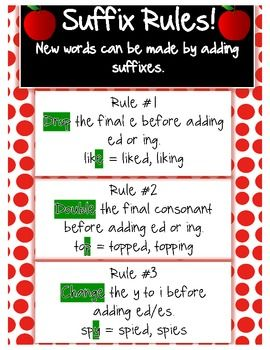 Suffix Rules!
New words can be made by adding
suffixes.
Rule #1
Drop the final e before adding
ed or ing.
like = liked, liking
Rule #2
Double the final consonant
before adding ed or ing.
top = topped, topping
Rule #3
Change the y to i before
adding ed/es.
spy = spied, spies